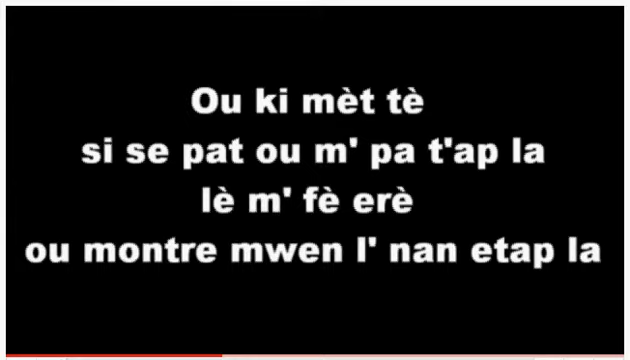 Ou ki mèt tè
si se pat ou m' pa t'ap la
lè m' fè erè
ou montre mwen l' nan etap la